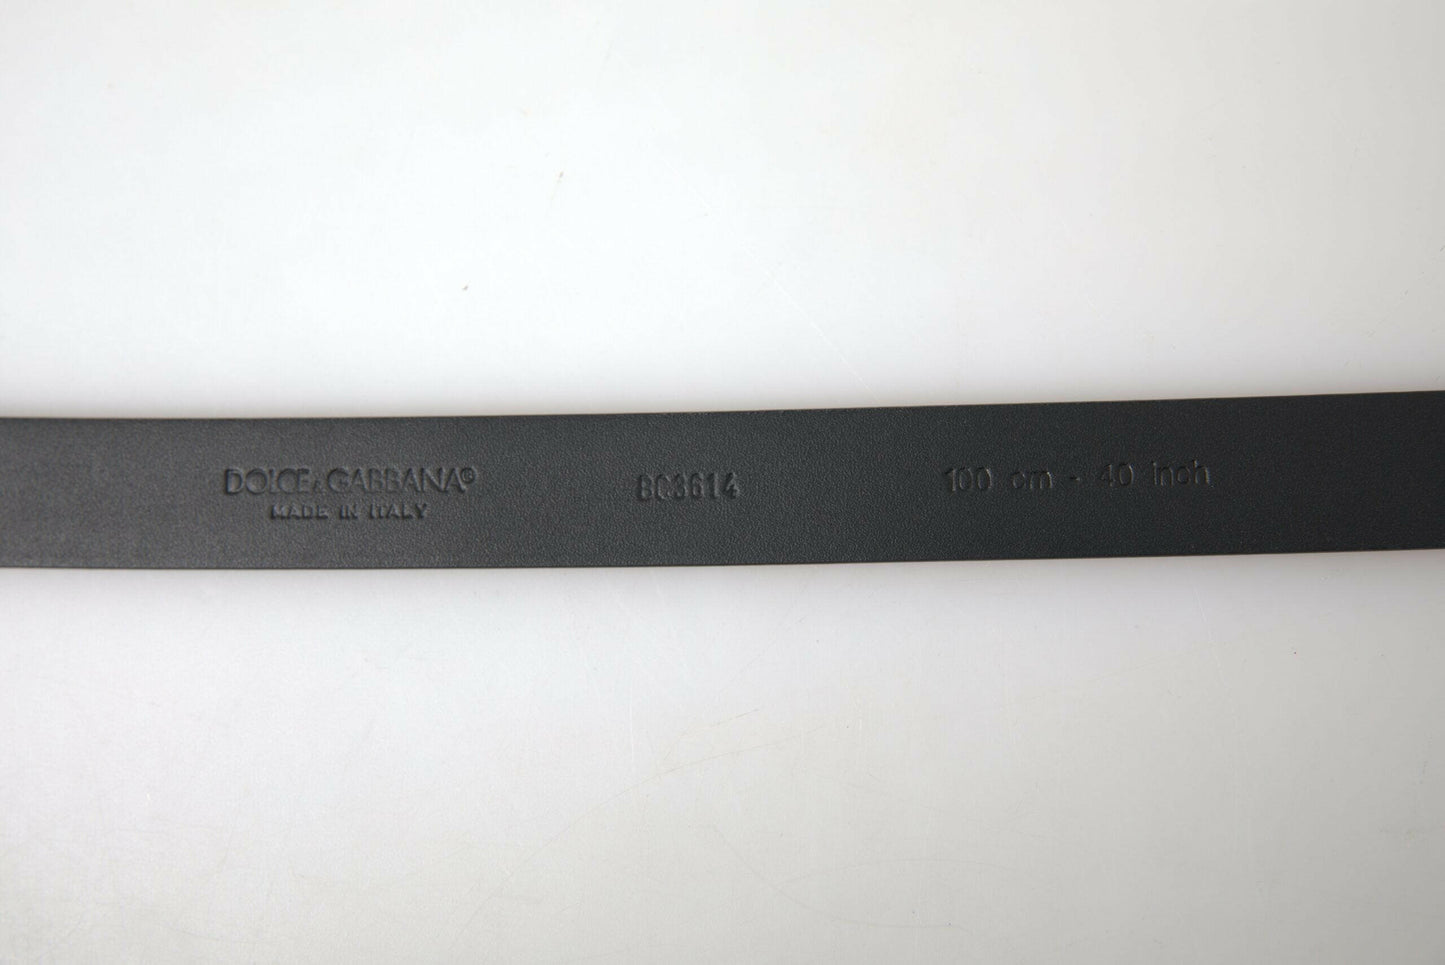 DOLCE & GABBANA®
MADE IN ITALY
BC3614
100 cm - 40 inch